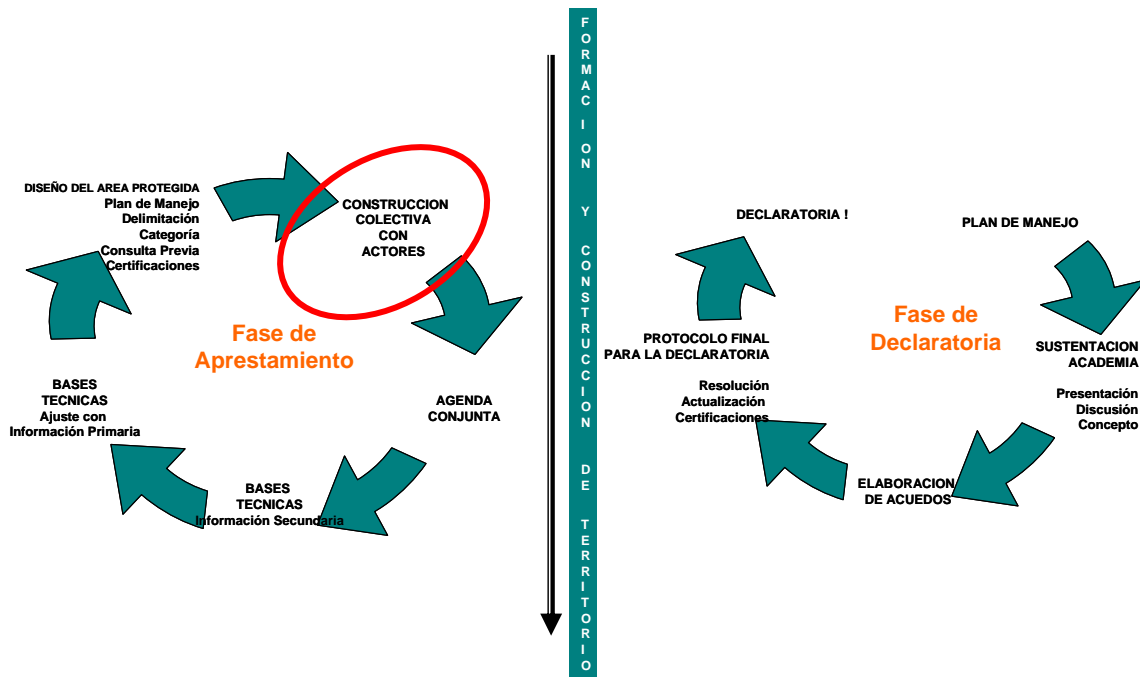 DISEÑO DEL AREA PROTEGIDA
Plan de Manejo
Delimitación
Categoría
Consulta Previa
Certificaciones
CONSTRUCCION
COLECTIVA
CON
ACTORES
Fase de
Aprestamiento
BASES
TECNICAS
Ajuste con
Información Primaria
AGENDA
CONJUNTA
BASES
TECNICAS
Información Secundaria
FORMACION Y CONSTRUCCCION DE TERRITORIO
DECLARATORIA !
PLAN DE MANEJO
Fase de
Declaratoria
PROTOCOLO FINAL
PARA LA DECLARATORIA
Resolución
Actualización
Certificaciones
SUSTENTACION
ACADEMIA
Presentación
Discusión
Concepto
ELABORACION
DE ACUEDOS